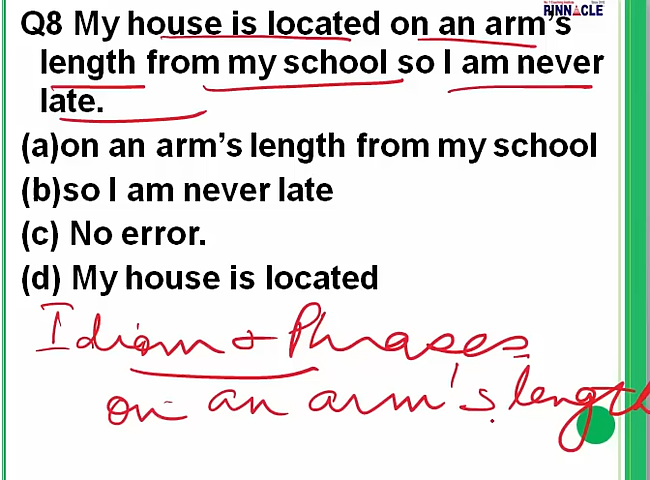 PINNACLE
Q8 My house is located on an arm's
length from my school so I am never
late.
(a)on an arm's length from my school
(b)so I am never late
(c) No error.
(d) My house is located
Idiom & Phrases
on an arm's length